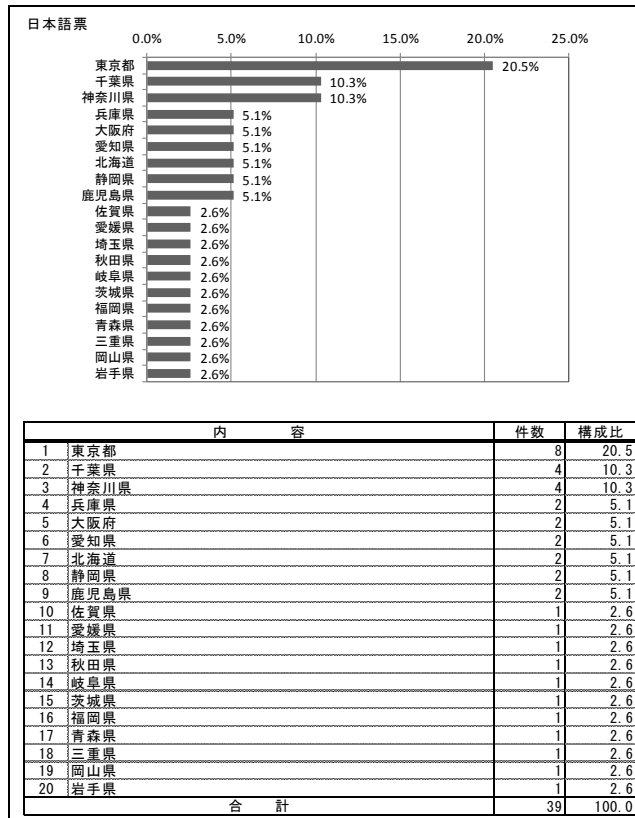 日本語票
0.0% 5.0% 10.0% 15.0% 20.0% 25.0%
東京都 20.5%
千葉県 10.3%
神奈川県 10.3%
兵庫県 5.1%
大阪府 5.1%
愛知県 5.1%
北海道 5.1%
静岡県 5.1%
鹿児島県 5.1%
佐賀県 2.6%
愛媛県 2.6%
埼玉県 2.6%
秋田県 2.6%
岐阜県 2.6%
茨城県 2.6%
福岡県 2.6%
青森県 2.6%
三重県 2.6%
岡山県 2.6%
岩手県 2.6%
内 容 件数 構成比
1 東京都 8 20.5
2 千葉県 4 10.3
3 神奈川県 4 10.3
4 兵庫県 2 5.1
5 大阪府 2 5.1
6 愛知県 2 5.1
7 北海道 2 5.1
8 静岡県 2 5.1
9 鹿児島県 2 5.1
10 佐賀県 1 2.6
11 愛媛県 1 2.6
12 埼玉県 1 2.6
13 秋田県 1 2.6
14 岐阜県 1 2.6
15 茨城県 1 2.6
16 福岡県 1 2.6
17 青森県 1 2.6
18 三重県 1 2.6
19 岡山県 1 2.6
20 岩手県 1 2.6
合 計 39 100.0